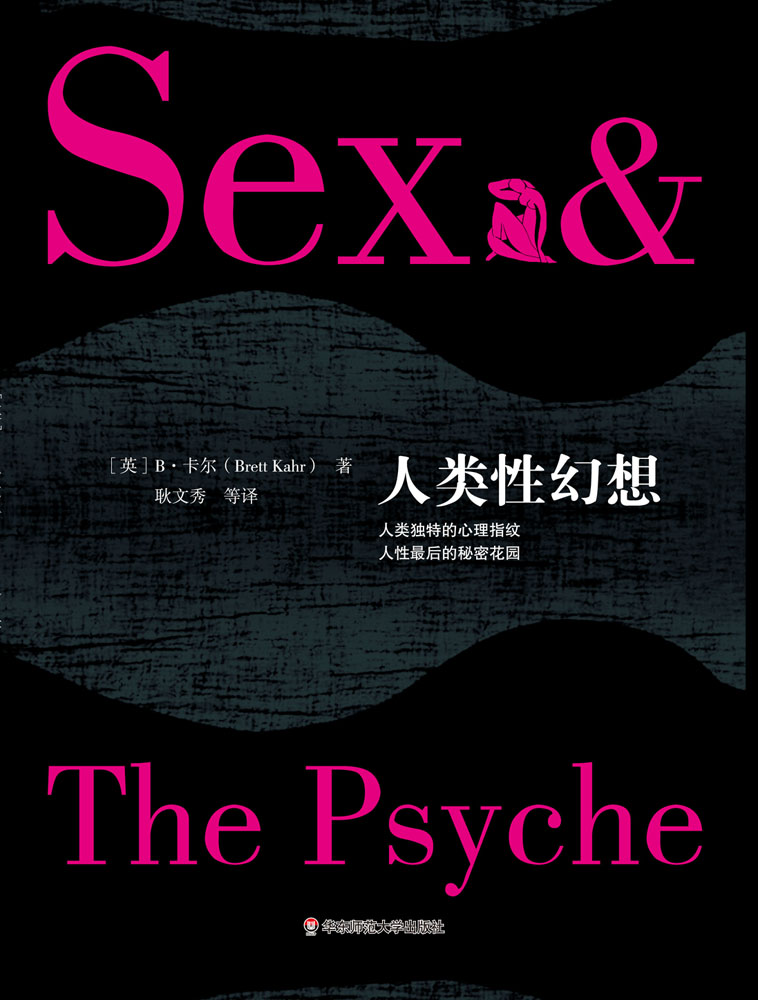 Sex &
[英] B·卡尔（Brett Kahr） 著
耿文秀 等译
人类性幻想
人类独特的心理指纹
人性最后的秘密花园
The Psyche
华东师范大学出版社